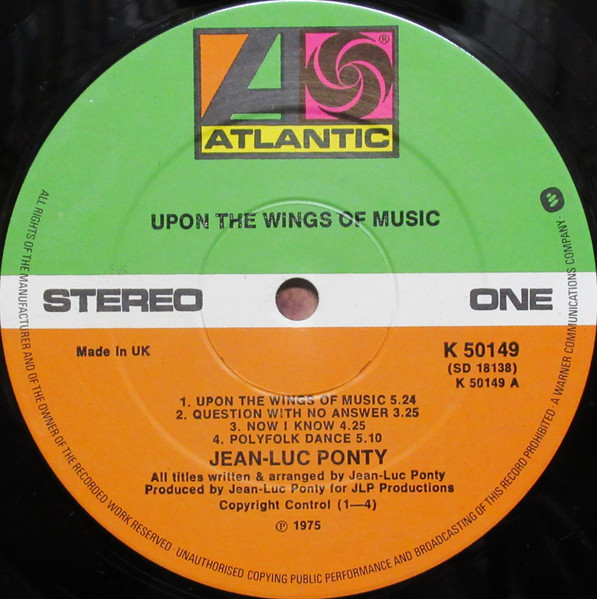 ATLANTIC
®
UPON THE WINGS OF MUSIC
STEREO
ONE
Made in UK
K 50149
(SD 18138)
K 50149 A
1. UPON THE WINGS OF MUSIC 5.24
2. QUESTION WITH NO ANSWER 3.25
3. NOW I KNOW 4.25
4. POLYFOLK DANCE 5.10
JEAN-LUC PONTY
All titles written & arranged by Jean-Luc Ponty
Produced by Jean-Luc Ponty for JLP Productions
Copyright Control (1—4)
℗ 1975
ALL RIGHTS OF THE MANUFACTURER AND OF THE OWNER OF THE RECORDED WORK RESERVED · UNAUTHORISED COPYING PUBLIC PERFORMANCE AND BROADCASTING OF THIS RECORD PROHIBITED · A WARNER COMMUNICATIONS COMPANY ·